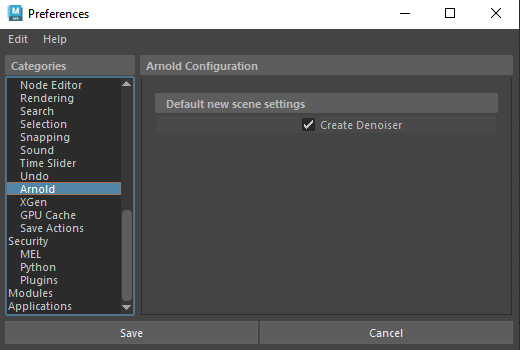 Preferences
Edit Help
Categories
Node Editor
Rendering
Search
Selection
Snapping
Sound
Time Slider
Undo
Arnold
XGen
GPU Cache
Save Actions
Security
MEL
Python
Plugins
Modules
Applications
Arnold Configuration
Default new scene settings
Create Denoiser
Save
Cancel